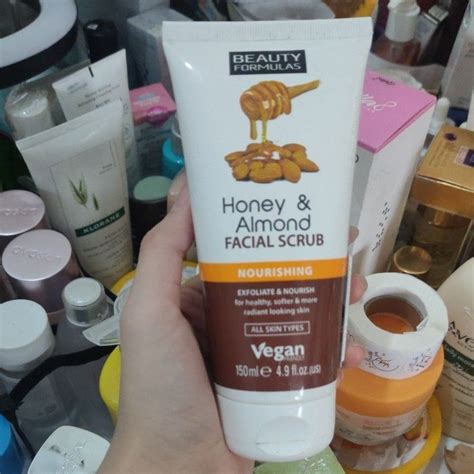 BEAUTY
FORMULAS
Honey &
Almond
FACIAL SCRUB
NOURISHING
EXFOLIATE & NOURISH
for healthy, softer & more
radiant looking skin
ALL SKIN TYPES
Vegan
150ml e 4.9 fl.oz.(US)
KLORANE